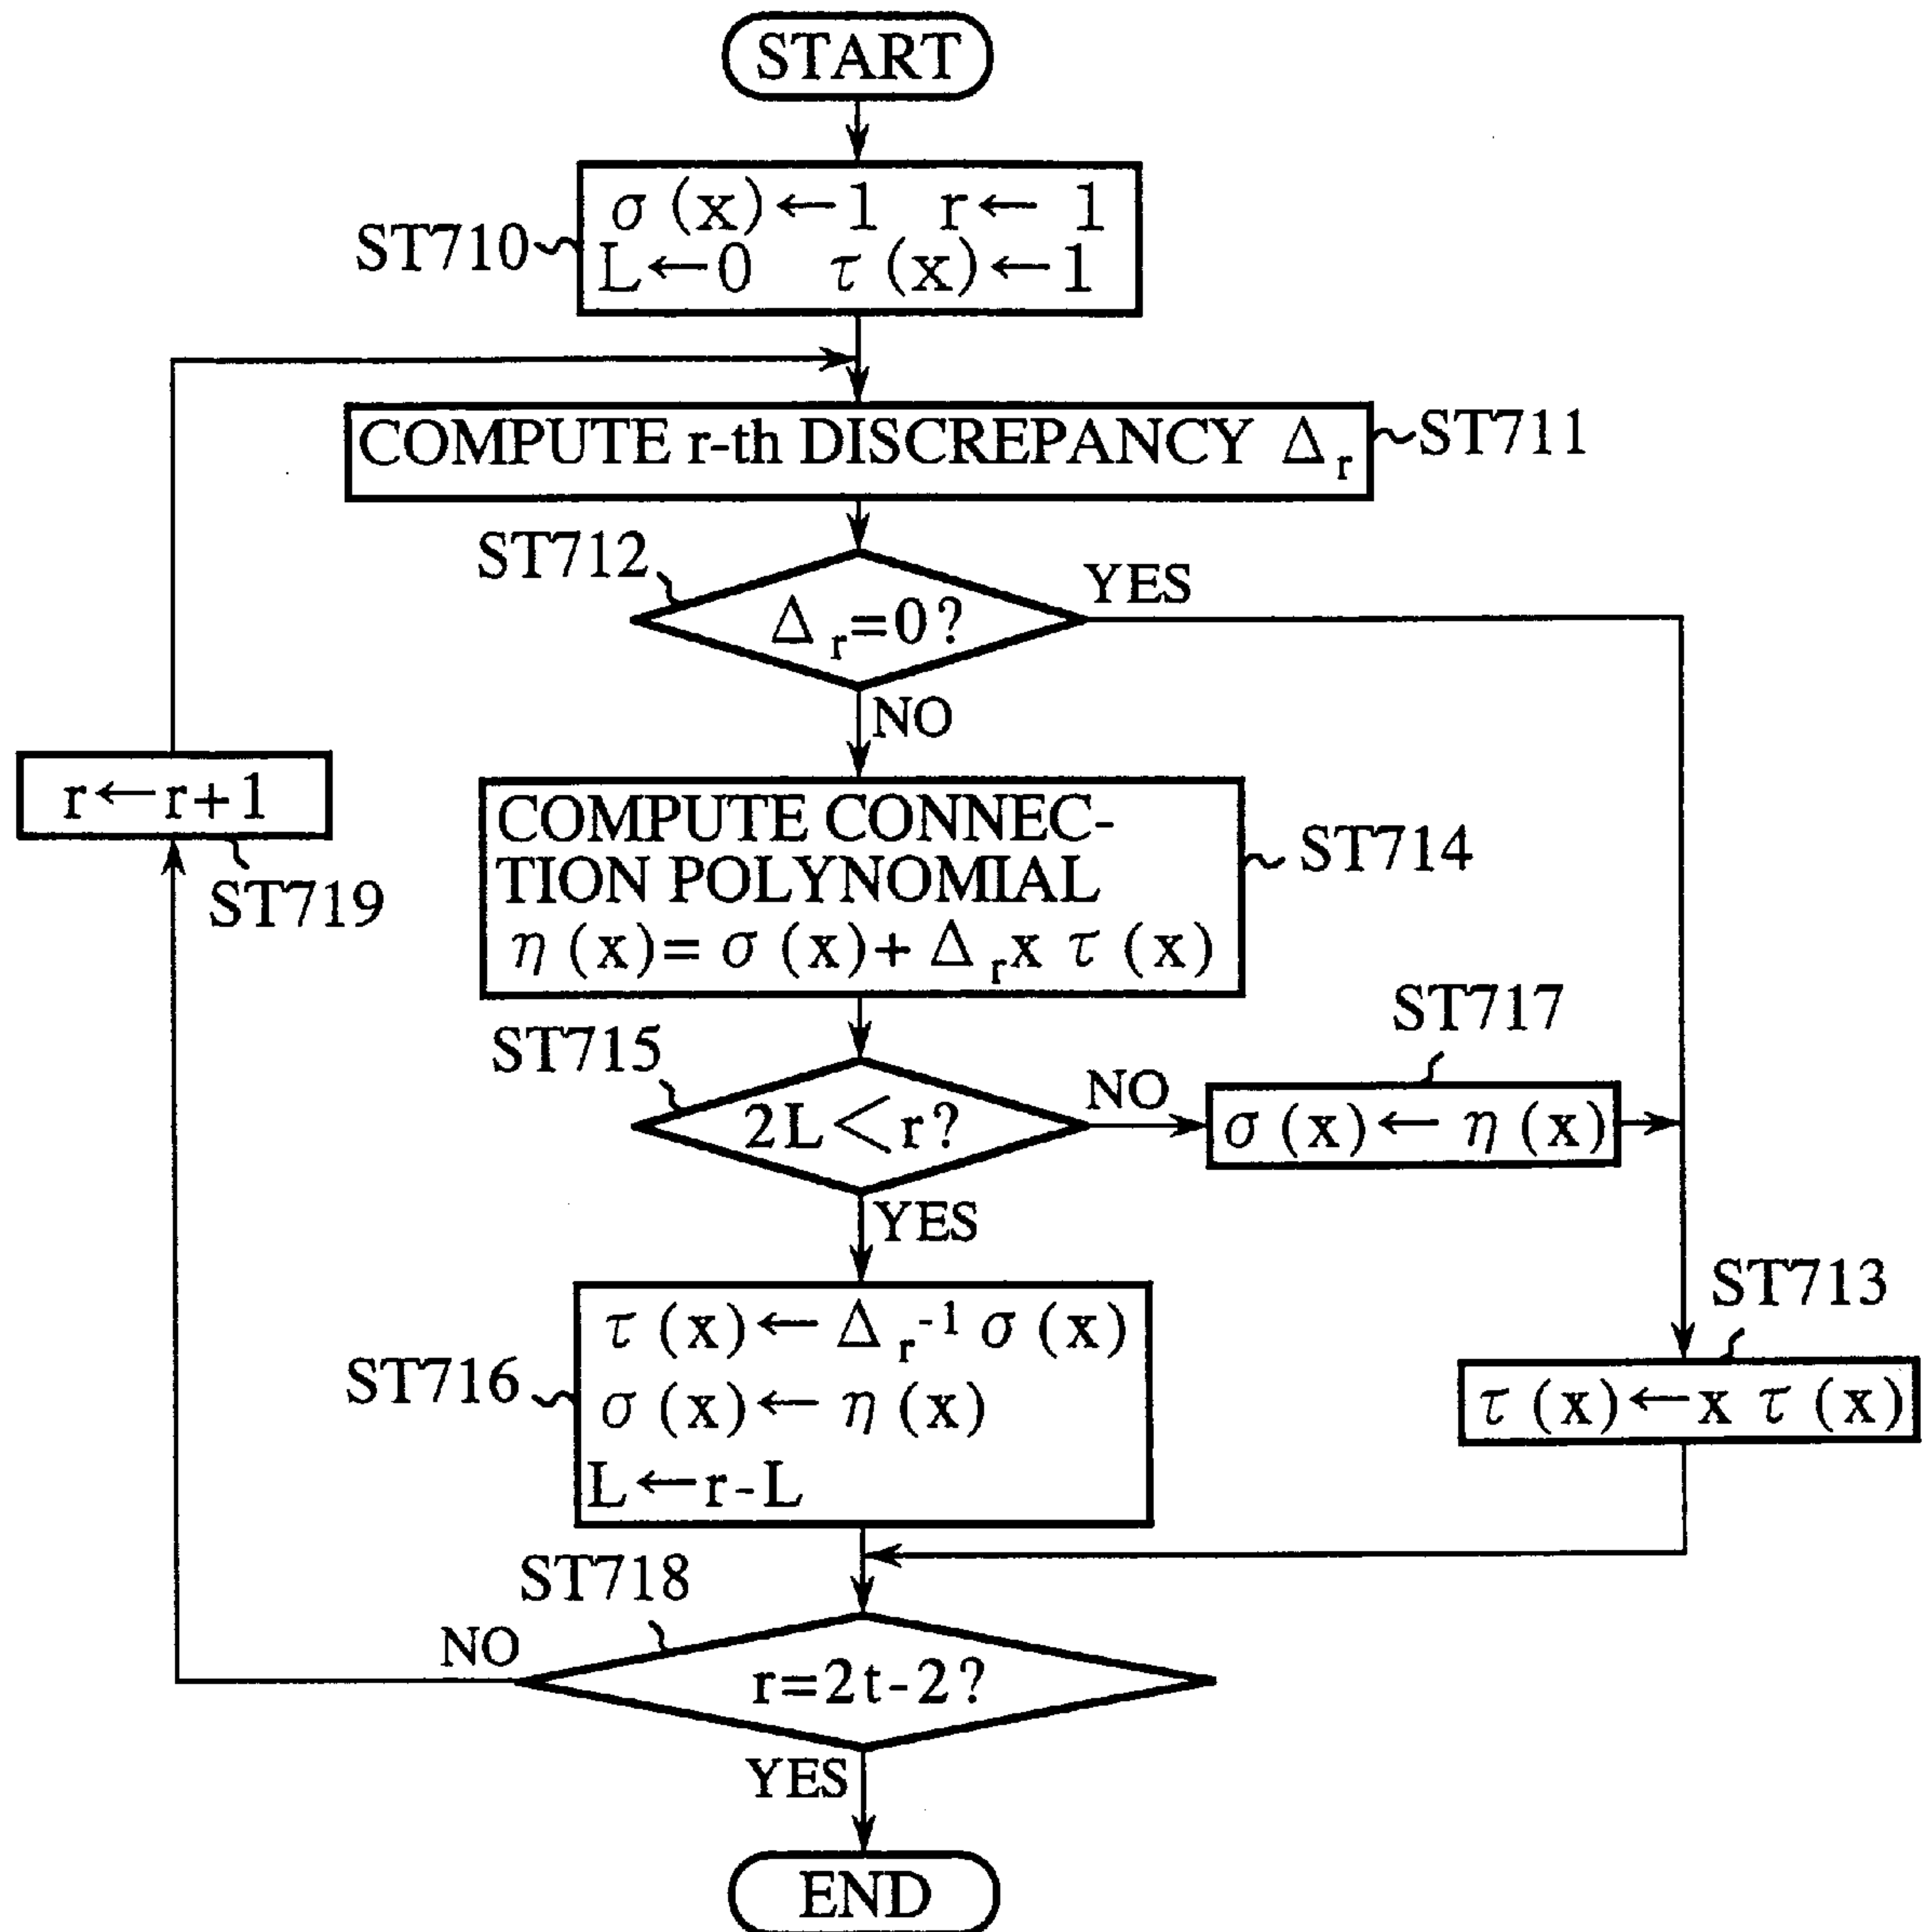 START
σ (x)←1 r← 1
L←0 τ (x)←1
ST710
COMPUTE r-th DISCREPANCY Δr
ST711
ST712
Δr=0?
YES
NO
r←r+1
ST719
COMPUTE CONNEC-
TION POLYNOMIAL
η (x)= σ (x)+ Δr x τ (x)
ST714
ST715
2L<r?
NO
ST717
σ (x)← η (x)
YES
τ (x)← Δr-1 σ (x)
σ (x)← η (x)
L←r-L
ST716
ST713
τ (x)←x τ (x)
ST718
NO
r=2t-2?
YES
END